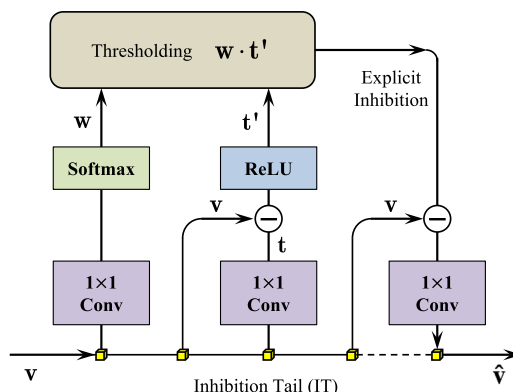 Thresholding w · t'
Explicit
Inhibition
w
t'
Softmax
ReLU
v
−
v
−
t
1×1
Conv
1×1
Conv
1×1
Conv
v
v̂
Inhibition Tail (IT)